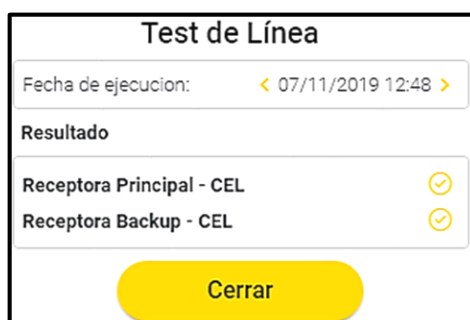 Test de Línea
Fecha de ejecucion: < 07/11/2019 12:48 >
Resultado
Receptora Principal - CEL
Receptora Backup - CEL
Cerrar